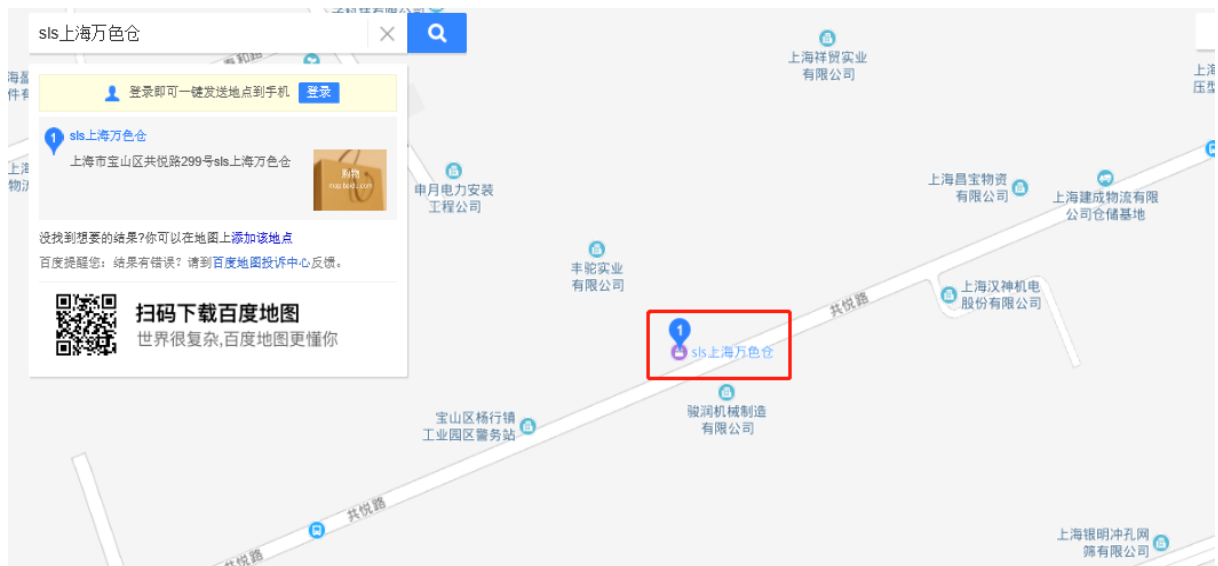 sls上海万色仓
登录即可一键发送地点到手机 登录
1 sls上海万色仓
上海市宝山区共悦路299号sls上海万色仓
购物
map.baidu.com
没找到想要的结果?你可以在地图上添加该地点
百度提醒您：结果有错误？请到百度地图投诉中心反馈。
扫码下载百度地图
世界很复杂,百度地图更懂你
上海祥贸实业
有限公司
申月电力安装
工程公司
上海昌宝物资
有限公司
上海建成物流有限
公司仓储基地
丰驼实业
有限公司
上海汉神机电
股份有限公司
共悦路
1
sls上海万色仓
骏润机械制造
有限公司
宝山区杨行镇
工业园区警务站
共悦路
共悦路
上海银明冲孔网
筛有限公司